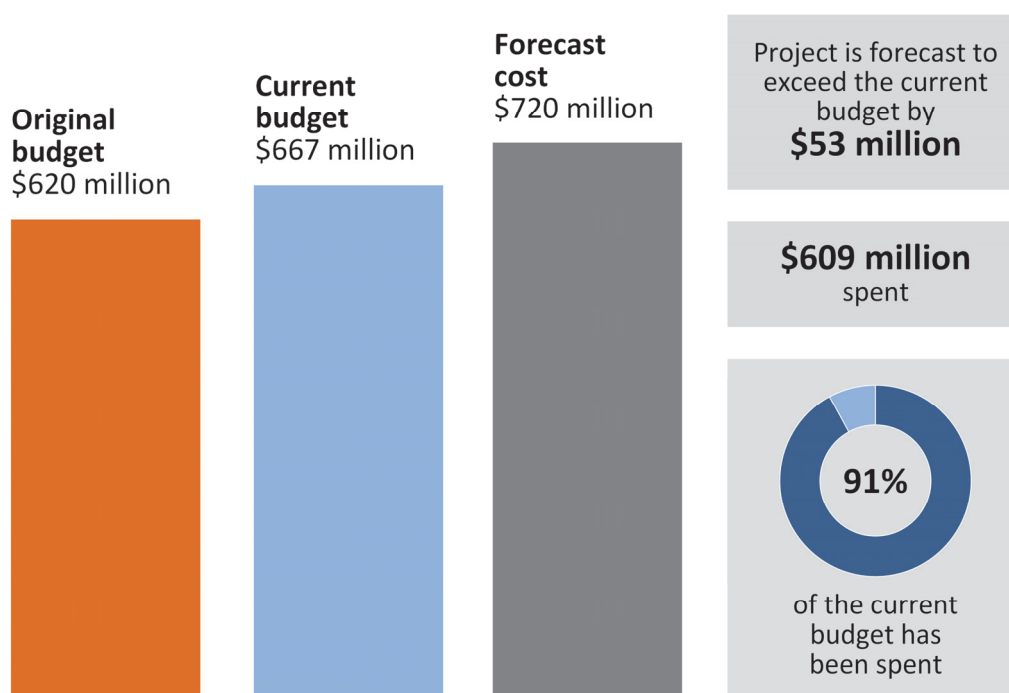 Original
budget
$620 million
Current
budget
$667 million
Forecast
cost
$720 million
Project is forecast to
exceed the current
budget by
$53 million
$609 million
spent
91%
of the current
budget has
been spent